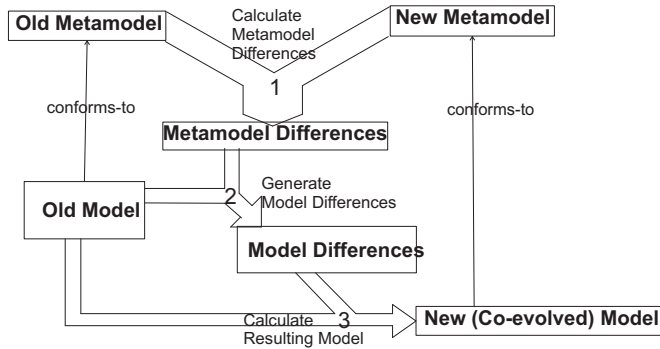 Old Metamodel
Calculate
Metamodel
Differences
New Metamodel
1
conforms-to
conforms-to
Metamodel Differences
2
Generate
Model Differences
Old Model
Model Differences
Calculate
Resulting Model
3
New (Co-evolved) Model